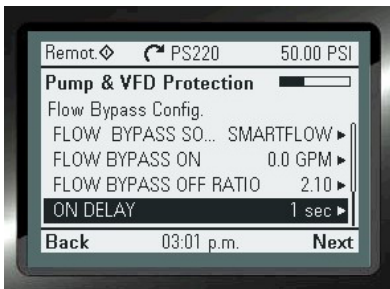 Remot. PS220 50.00 PSI
Pump & VFD Protection
Flow Bypass Config.
FLOW BYPASS SO... SMARTFLOW
FLOW BYPASS ON 0.0 GPM
FLOW BYPASS OFF RATIO 2.10
ON DELAY 1 sec
Back 03:01 p.m. Next